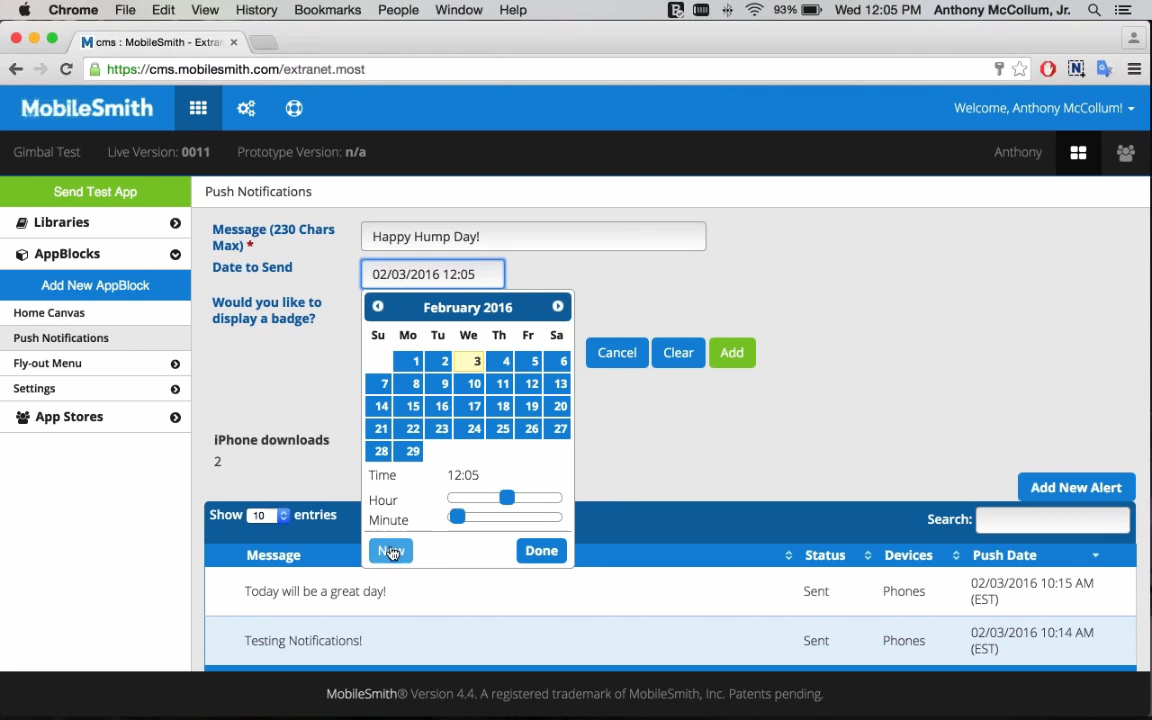 Chrome File Edit View History Bookmarks People Window Help 93% Wed 12:05 PM Anthony McCollum, Jr.
cms : MobileSmith - Extra
https://cms.mobilesmith.com/extranet.most
MobileSmith Welcome, Anthony McCollum!
Gimbal Test Live Version: 0011 Prototype Version: n/a Anthony
Send Test App
Libraries
AppBlocks
Add New AppBlock
Home Canvas
Push Notifications
Fly-out Menu
Settings
App Stores
Push Notifications
Message (230 Chars
Max) *
Happy Hump Day!
Date to Send
02/03/2016 12:05
Would you like to
display a badge?
February 2016
Su Mo Tu We Th Fr Sa
1 2 3 4 5 6
7 8 9 10 11 12 13
14 15 16 17 18 19 20
21 22 23 24 25 26 27
28 29
Time 12:05
Hour
Minute
Now Done
Cancel Clear Add
iPhone downloads
2
Add New Alert
Show 10 entries
Search:
Message Status Devices Push Date
Today will be a great day! Sent Phones 02/03/2016 10:15 AM
(EST)
Testing Notifications! Sent Phones 02/03/2016 10:14 AM
(EST)
MobileSmith® Version 4.4. A registered trademark of MobileSmith, Inc. Patents pending.